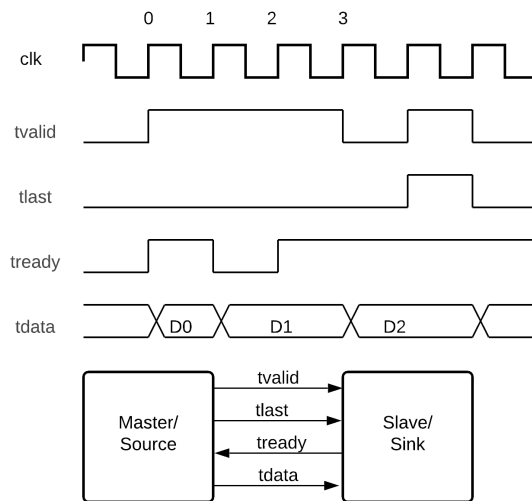 0 1 2 3
clk
tvalid
tlast
tready
tdata D0 D1 D2
Master/
Source
tvalid
tlast
tready
tdata
Slave/
Sink